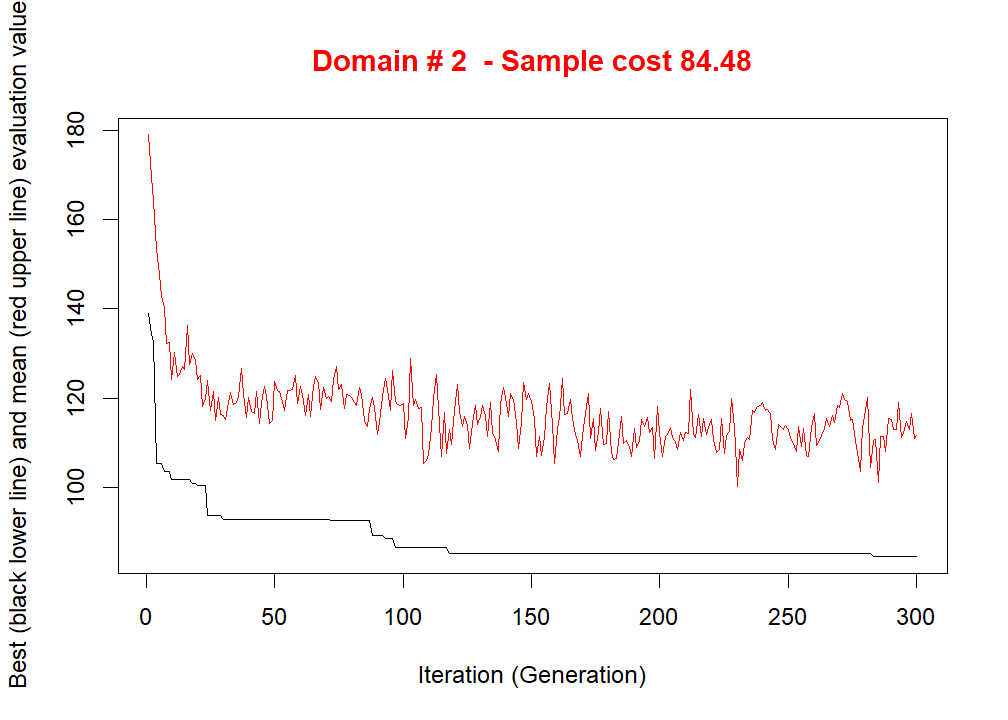 Domain # 2  - Sample cost 84.48
Best (black lower line) and mean (red upper line) evaluation value
180
160
140
120
100
0 50 100 150 200 250 300
Iteration (Generation)